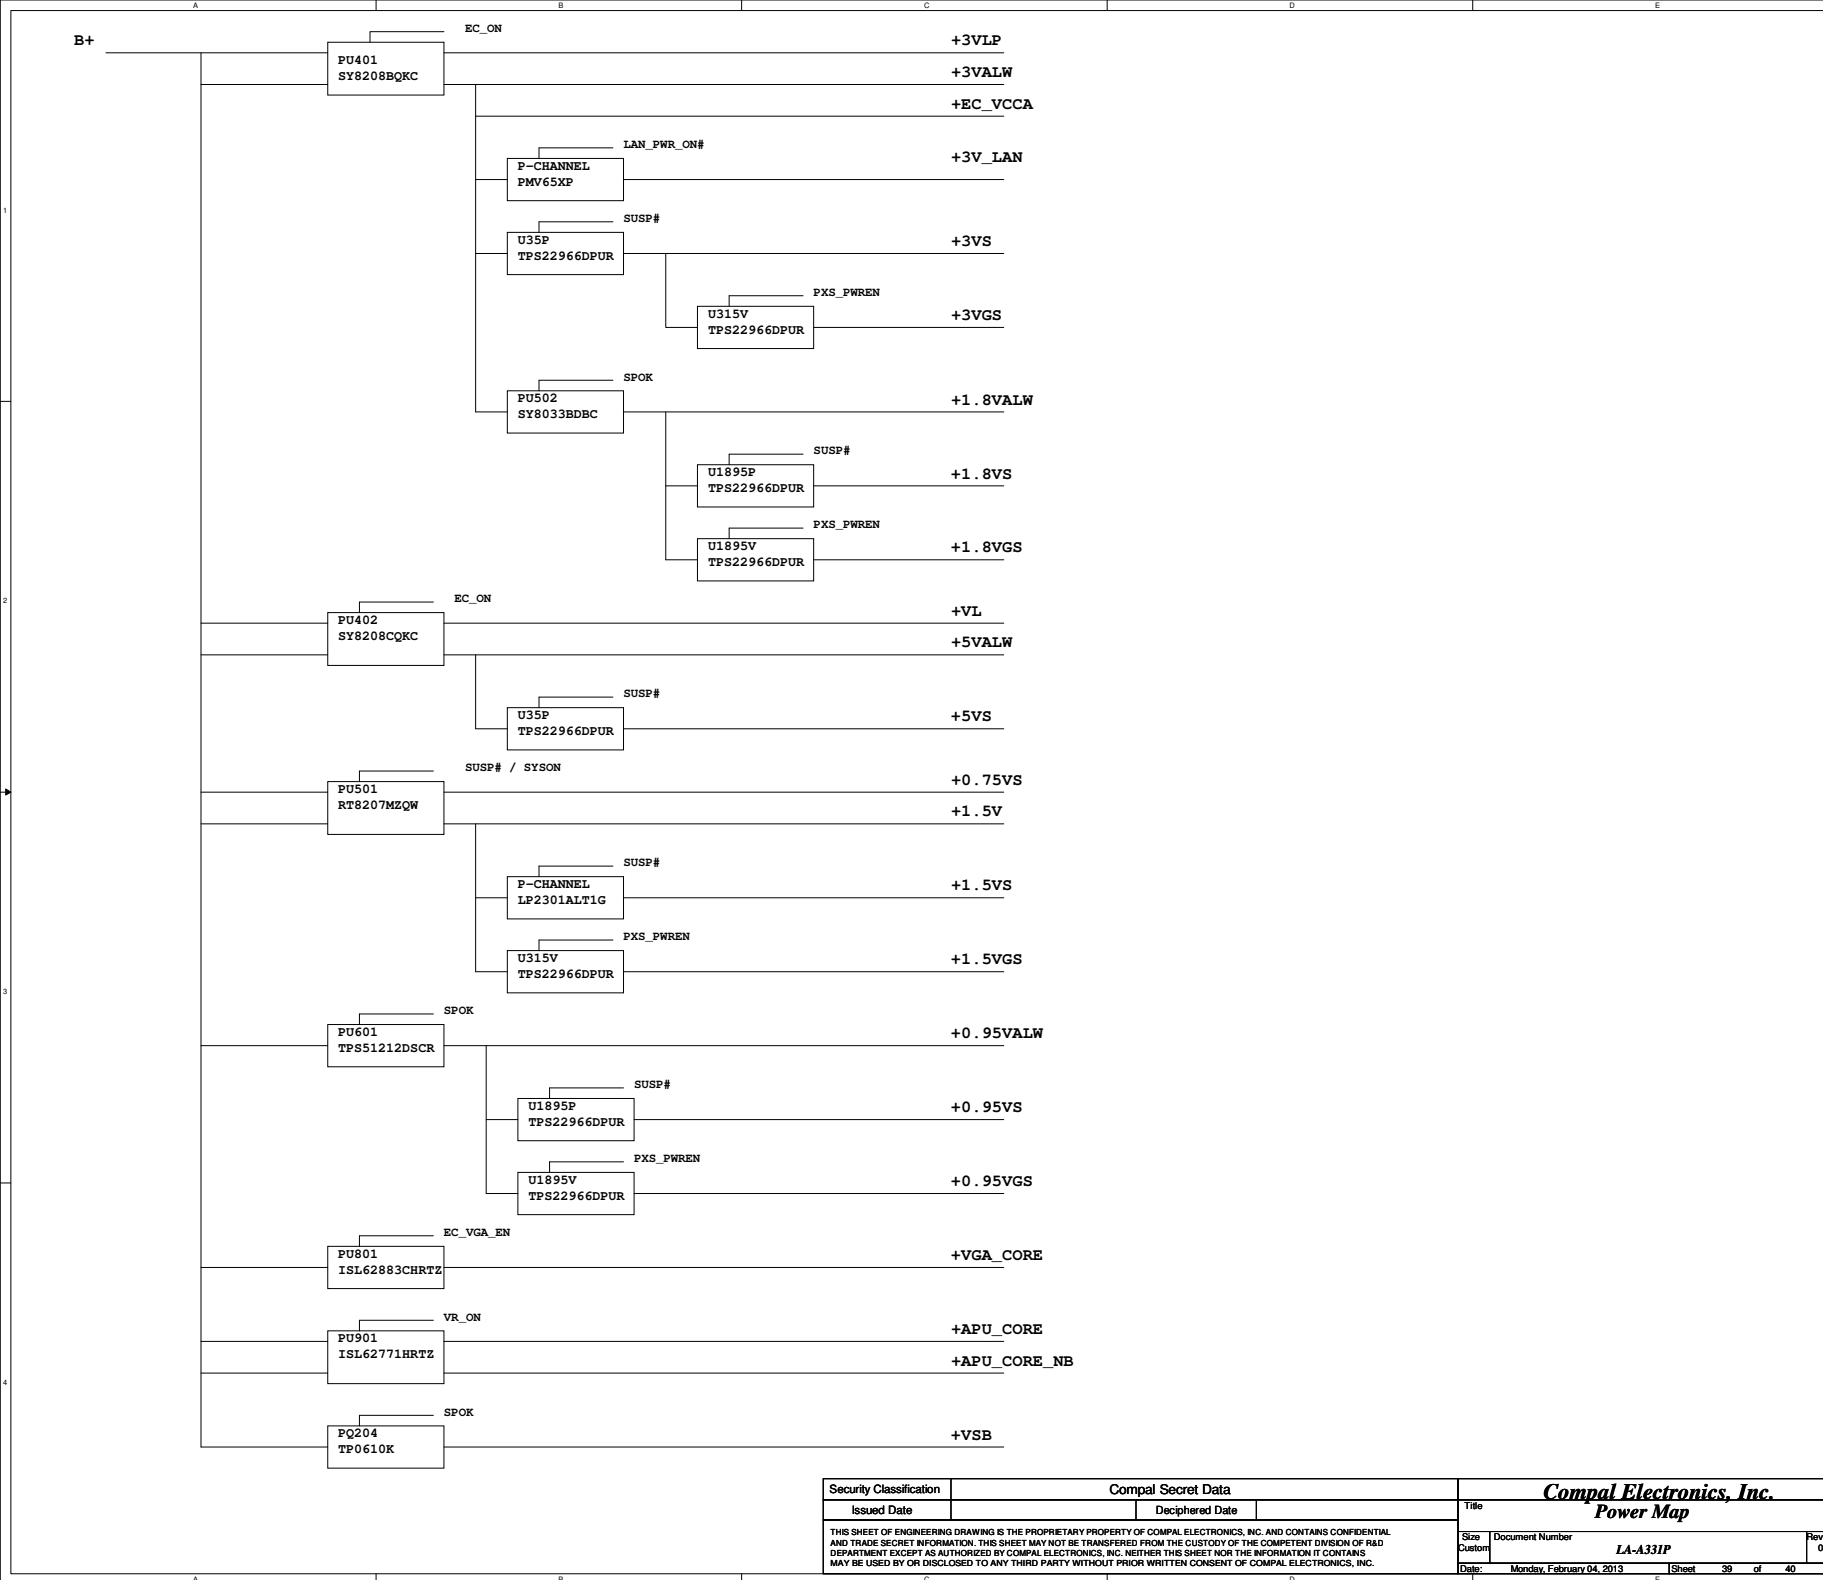 A B C D E
B+
EC_ON
PU401
SY8208BQKC
+3VLP
+3VALW
+EC_VCCA
LAN_PWR_ON#
P-CHANNEL
PMV65XP
+3V_LAN
1
SUSP#
U35P
TPS22966DPUR
+3VS
PXS_PWREN
U315V
TPS22966DPUR
+3VGS
SPOK
PU502
SY8033BDBC
+1.8VALW
SUSP#
U1895P
TPS22966DPUR
+1.8VS
PXS_PWREN
U1895V
TPS22966DPUR
+1.8VGS
2
EC_ON
PU402
SY8208CQKC
+VL
+5VALW
SUSP#
U35P
TPS22966DPUR
+5VS
SUSP# / SYSON
PU501
RT8207MZQW
+0.75VS
+1.5V
SUSP#
P-CHANNEL
LP2301ALT1G
+1.5VS
PXS_PWREN
U315V
TPS22966DPUR
+1.5VGS
3
SPOK
PU601
TPS51212DSCR
+0.95VALW
SUSP#
U1895P
TPS22966DPUR
+0.95VS
PXS_PWREN
U1895V
TPS22966DPUR
+0.95VGS
EC_VGA_EN
PU801
ISL62883CHRTZ
+VGA_CORE
VR_ON
PU901
ISL62771HRTZ
+APU_CORE
+APU_CORE_NB
4
SPOK
PQ204
TP0610K
+VSB
Security Classification
Compal Secret Data
Issued Date
Deciphered Date
THIS SHEET OF ENGINEERING DRAWING IS THE PROPRIETARY PROPERTY OF COMPAL ELECTRONICS, INC. AND CONTAINS CONFIDENTIAL
AND TRADE SECRET INFORMATION. THIS SHEET MAY NOT BE TRANSFERED FROM THE CUSTODY OF THE COMPETENT DIVISION OF R&D
DEPARTMENT EXCEPT AS AUTHORIZED BY COMPAL ELECTRONICS, INC. NEITHER THIS SHEET NOR THE INFORMATION IT CONTAINS
MAY BE USED BY OR DISCLOSED TO ANY THIRD PARTY WITHOUT PRIOR WRITTEN CONSENT OF COMPAL ELECTRONICS, INC.
Compal Electronics, Inc.
Title
Power Map
Size
Custom
Document Number
LA-A331P
Rev
Date: Monday, February 04, 2013 Sheet 39 of 40